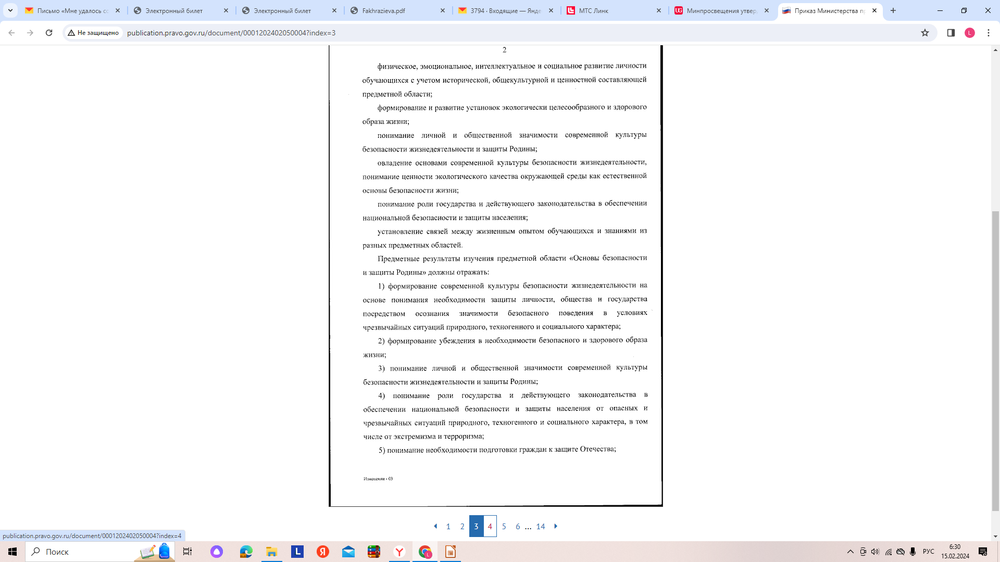 Письмо «Мне удалось со
Электронный билет
Электронный билет
Fakhrazieva.pdf
3794 · Входящие — Янде
МТС Линк
Минпросвещения утвер
Приказ Министерства пр
Не защищено
publication.pravo.gov.ru/document/0001202402050004?index=3
L
2
физическое, эмоциональное, интеллектуальное и социальное развитие личности
обучающихся с учетом исторической, общекультурной и ценностной составляющей
предметной области;
формирование и развитие установок экологически целесообразного и здорового
образа жизни;
понимание личной и общественной значимости современной культуры
безопасности жизнедеятельности и защиты Родины;
овладение основами современной культуры безопасности жизнедеятельности,
понимание ценности экологического качества окружающей среды как естественной
основы безопасности жизни;
понимание роли государства и действующего законодательства в обеспечении
национальной безопасности и защиты населения;
установление связей между жизненным опытом обучающихся и знаниями из
разных предметных областей.
Предметные результаты изучения предметной области «Основы безопасности
и защиты Родины» должны отражать:
1) формирование современной культуры безопасности жизнедеятельности на
основе понимания необходимости защиты личности, общества и государства
посредством осознания значимости безопасного поведения в условиях
чрезвычайных ситуаций природного, техногенного и социального характера;
2) формирование убеждения в необходимости безопасного и здорового образа
жизни;
3) понимание личной и общественной значимости современной культуры
безопасности жизнедеятельности и защиты Родины;
4) понимание роли государства и действующего законодательства в
обеспечении национальной безопасности и защиты населения от опасных и
чрезвычайных ситуаций природного, техногенного и социального характера, в том
числе от экстремизма и терроризма;
5) понимание необходимости подготовки граждан к защите Отечества;
Изменения - 03
1 2 3 4 5 6 ... 14
publication.pravo.gov.ru/document/0001202402050004?index=4
Поиск
РУС
6:30
15.02.2024